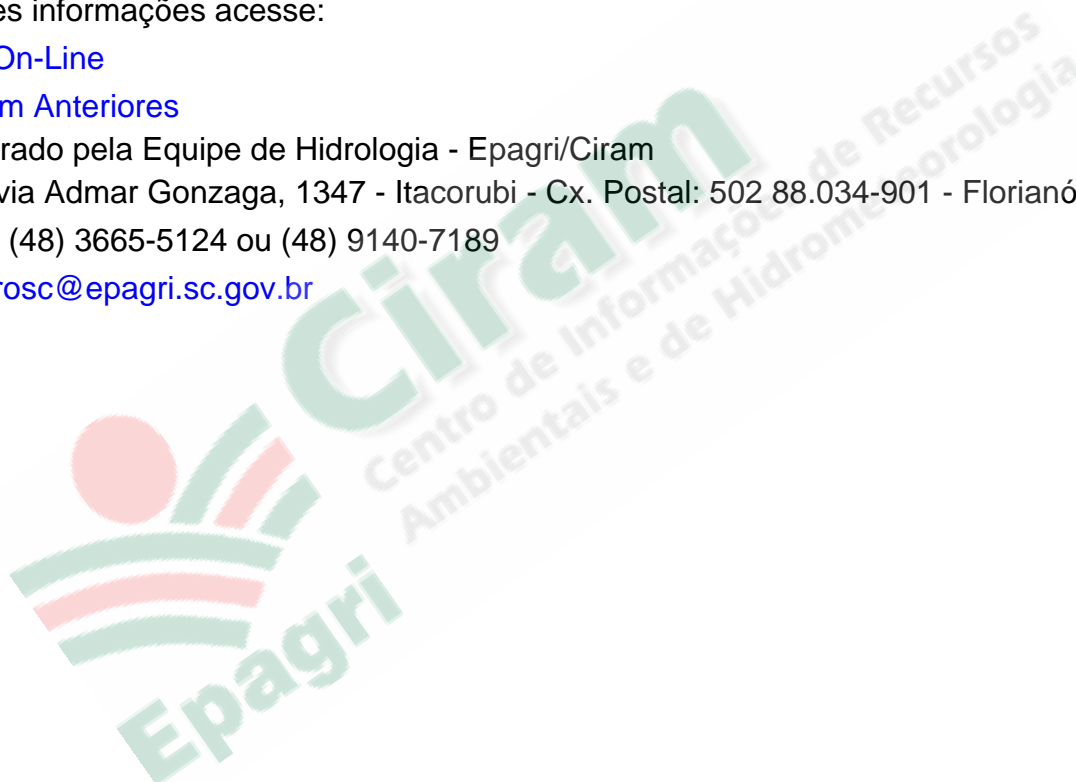 es informações acesse:
On-Line
m Anteriores
rado pela Equipe de Hidrologia - Epagri/Ciram
via Admar Gonzaga, 1347 - Itacorubi - Cx. Postal: 502 88.034-901 - Florianó
(48) 3665-5124 ou (48) 9140-7189
rosc@epagri.sc.gov.br
Ciram
Centro de Informações de Recursos
Ambientais e de Hidrometeorologia
Epagri